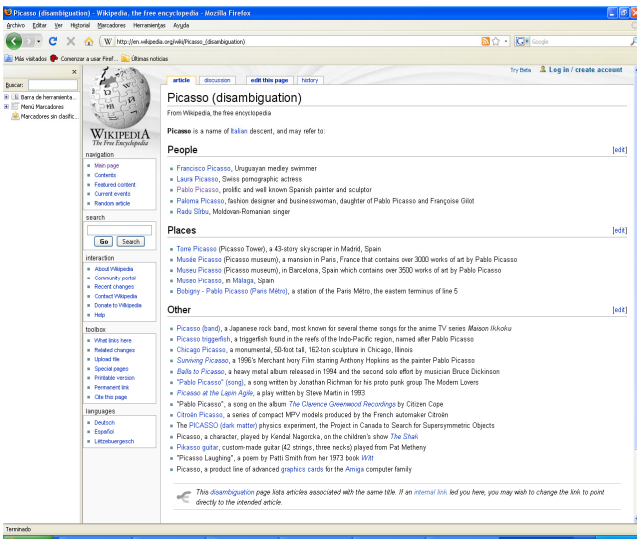 Picasso (disambiguation) - Wikipedia, the free encyclopedia - Mozilla Firefox
Archivo Editar Ver Historial Marcadores Herramientas Ayuda
http://en.wikipedia.org/wiki/Picasso_(disambiguation)
Google
Más visitados Comenzar a usar Firef... Últimas noticias
Buscar:
Barra de herramienta...
Menú Marcadores
Marcadores sin clasific...
WIKIPEDIA
The Free Encyclopedia
navigation
Main page
Contents
Featured content
Current events
Random article
search
Go Search
interaction
About Wikipedia
Community portal
Recent changes
Contact Wikipedia
Donate to Wikipedia
Help
toolbox
What links here
Related changes
Upload file
Special pages
Printable version
Permanent link
Cite this page
languages
Deutsch
Español
Lëtzebuergesch
Try Beta Log in / create account
article discussion edit this page history
Picasso (disambiguation)
From Wikipedia, the free encyclopedia
Picasso is a name of Italian descent, and may refer to:
People [edit]
Francisco Picasso, Uruguayan medley swimmer
Laura Picasso, Swiss pornographic actress
Pablo Picasso, prolific and well known Spanish painter and sculptor
Paloma Picasso, fashion designer and businesswoman, daughter of Pablo Picasso and Françoise Gilot
Radu Sîrbu, Moldovan-Romanian singer
Places [edit]
Torre Picasso (Picasso Tower), a 43-story skyscraper in Madrid, Spain
Musée Picasso (Picasso museum), a mansion in Paris, France that contains over 3000 works of art by Pablo Picasso
Museu Picasso (Picasso museum), in Barcelona, Spain which contains over 3500 works of art by Pablo Picasso
Museo Picasso, in Málaga, Spain
Bobigny - Pablo Picasso (Paris Métro), a station of the Paris Métro, the eastern terminus of line 5
Other [edit]
Picasso (band), a Japanese rock band, most known for several theme songs for the anime TV series Maison Ikkoku
Picasso triggerfish, a triggerfish found in the reefs of the Indo-Pacific region, named after Pablo Picasso
Chicago Picasso, a monumental, 50-foot tall, 162-ton sculpture in Chicago, Illinois
Surviving Picasso, a 1996's Merchant Ivory Film starring Anthony Hopkins as the painter Pablo Picasso
Balls to Picasso, a heavy metal album released in 1994 and the second solo effort by musician Bruce Dickinson
"Pablo Picasso" (song), a song written by Jonathan Richman for his proto punk group The Modern Lovers
Picasso at the Lapin Agile, a play written by Steve Martin in 1993
"Pablo Picasso", a song on the album The Clarence Greenwood Recordings by Citizen Cope
Citroën Picasso, a series of compact MPV models produced by the French automaker Citroën
The PICASSO (dark matter) physics experiment, the Project in Canada to Search for Supersymmetric Objects
Picasso, a character, played by Kendal Nagorcka, on the children's show The Shak
Pikasso guitar, custom-made guitar (42 strings, three necks) played from Pat Metheny
"Picasso Laughing", a poem by Patti Smith from her 1973 book Witt
Picasso, a product line of advanced graphics cards for the Amiga computer family
This disambiguation page lists articles associated with the same title. If an internal link led you here, you may wish to change the link to point
directly to the intended article.
Terminado